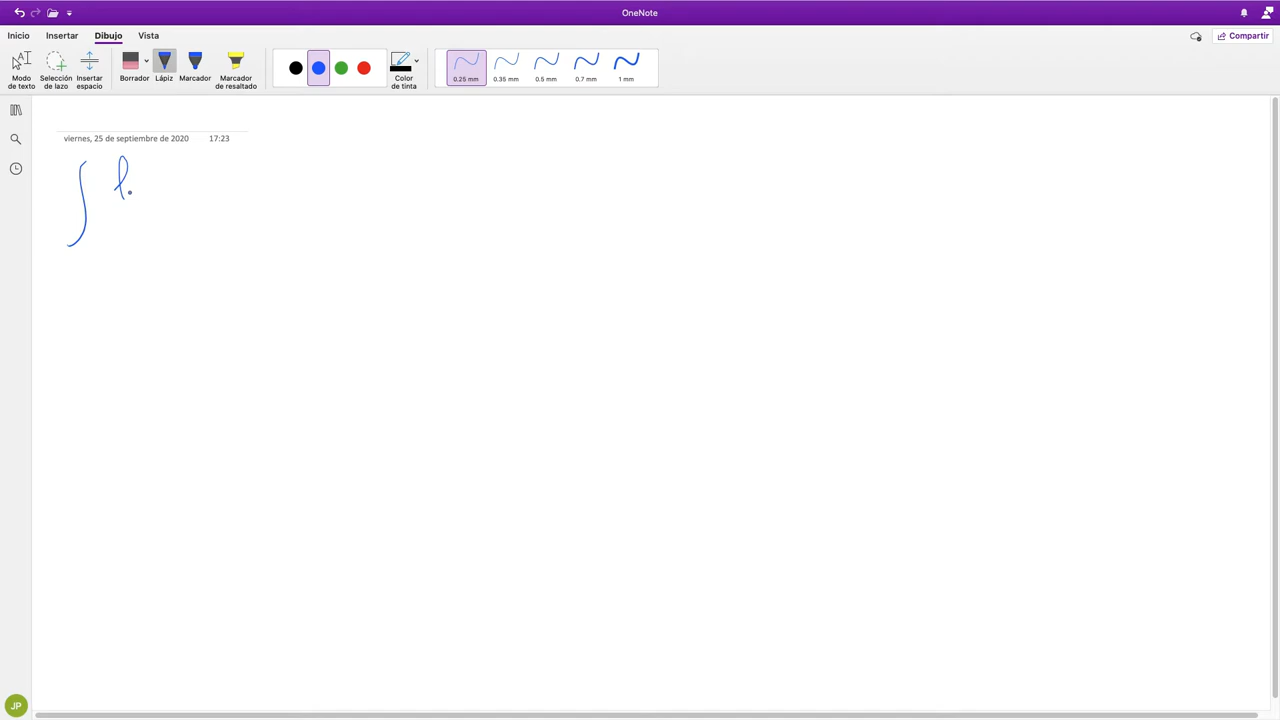 OneNote
Inicio Insertar Dibujo Vista Compartir
Modo de texto
Selección de lazo
Insertar espacio
Borrador
Lápiz
Marcador
Marcador de resaltado
Color de tinta
0.25 mm 0.35 mm 0.5 mm 0.7 mm 1 mm
viernes, 25 de septiembre de 2020 17:23
∫ l
JP